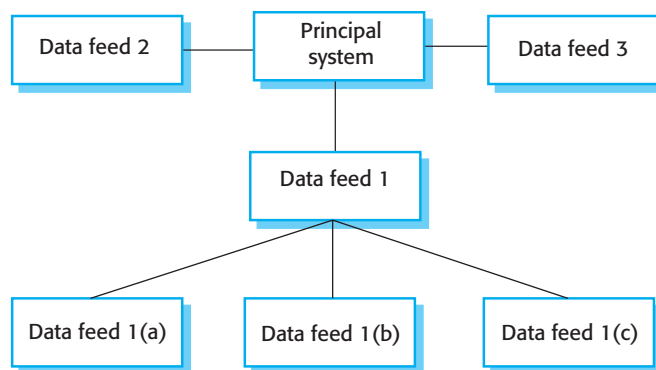 Data feed 2
Principal
system
Data feed 3
Data feed 1
Data feed 1(a)
Data feed 1(b)
Data feed 1(c)